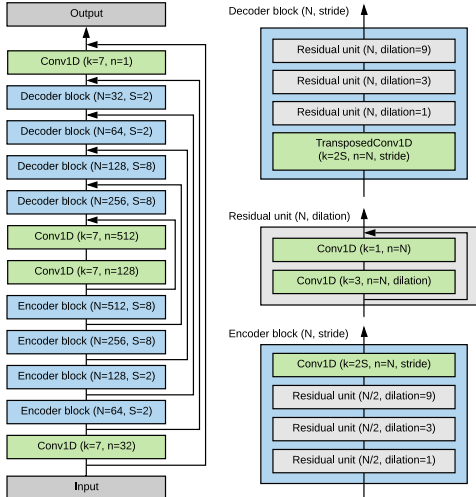 Output
Conv1D (k=7, n=1)
Decoder block (N=32, S=2)
Decoder block (N=64, S=2)
Decoder block (N=128, S=8)
Decoder block (N=256, S=8)
Conv1D (k=7, n=512)
Conv1D (k=7, n=128)
Encoder block (N=512, S=8)
Encoder block (N=256, S=8)
Encoder block (N=128, S=2)
Encoder block (N=64, S=2)
Conv1D (k=7, n=32)
Input
Decoder block (N, stride)
Residual unit (N, dilation=9)
Residual unit (N, dilation=3)
Residual unit (N, dilation=1)
TransposedConv1D
(k=2S, n=N, stride)
Residual unit (N, dilation)
Conv1D (k=1, n=N)
Conv1D (k=3, n=N, dilation)
Encoder block (N, stride)
Conv1D (k=2S, n=N, stride)
Residual unit (N/2, dilation=9)
Residual unit (N/2, dilation=3)
Residual unit (N/2, dilation=1)